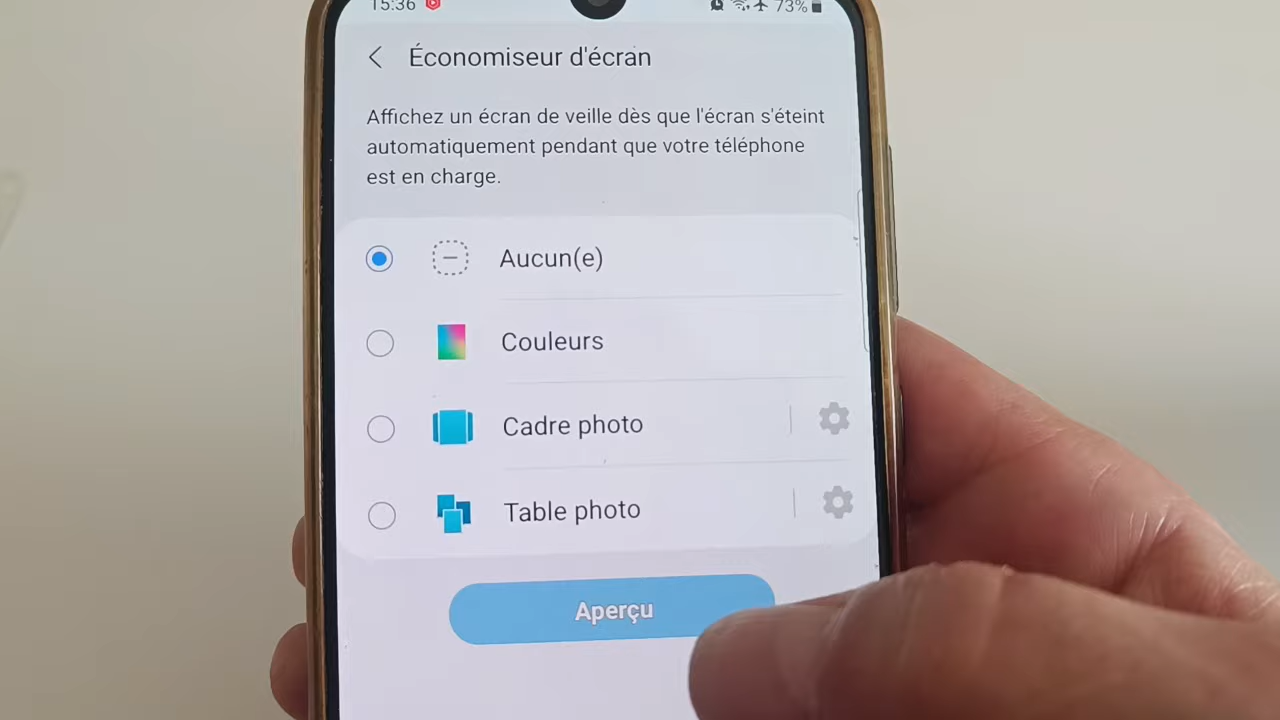 15:36
73%
Économiseur d'écran
Affichez un écran de veille dès que l'écran s'éteint
automatiquement pendant que votre téléphone
est en charge.
Aucun(e)
Couleurs
Cadre photo
Table photo
Aperçu